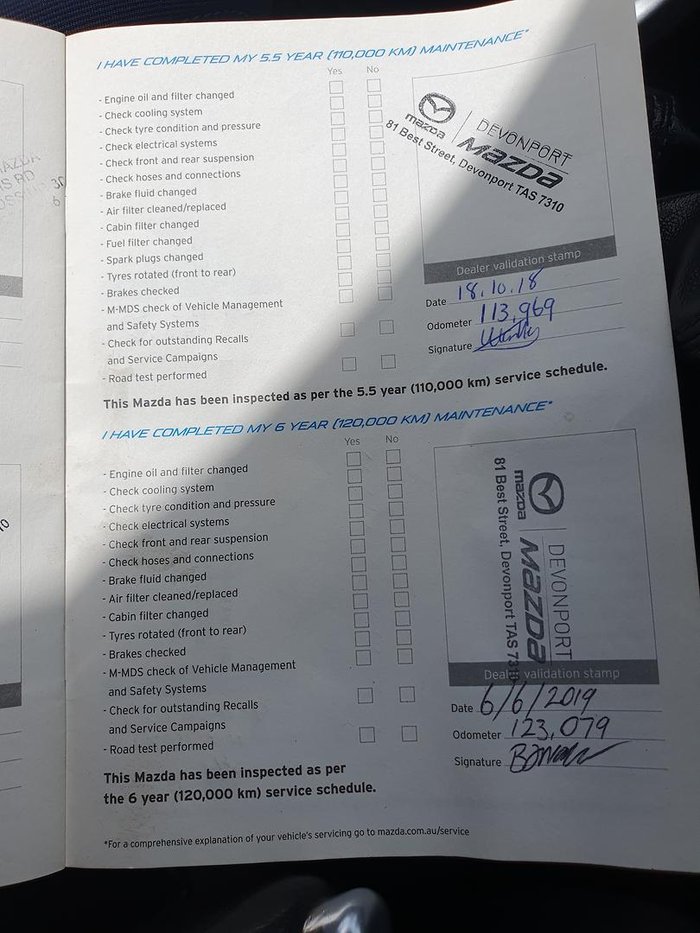 I HAVE COMPLETED MY 5.5 YEAR (110,000 KM) MAINTENANCE*
Yes No
- Engine oil and filter changed
- Check cooling system
- Check tyre condition and pressure
- Check electrical systems
- Check front and rear suspension
- Check hoses and connections
- Brake fluid changed
- Air filter cleaned/replaced
- Cabin filter changed
- Fuel filter changed
- Spark plugs changed
- Tyres rotated (front to rear)
- Brakes checked
- M-MDS check of Vehicle Management
and Safety Systems
- Check for outstanding Recalls
and Service Campaigns
- Road test performed
mazda
DEVONPORT
mazda
81 Best Street, Devonport TAS 7310
Dealer validation stamp
Date 18.10.18
Odometer 113,969
Signature
This Mazda has been inspected as per the 5.5 year (110,000 km) service schedule.
I HAVE COMPLETED MY 6 YEAR (120,000 KM) MAINTENANCE*
Yes No
- Engine oil and filter changed
- Check cooling system
- Check tyre condition and pressure
- Check electrical systems
- Check front and rear suspension
- Check hoses and connections
- Brake fluid changed
- Air filter cleaned/replaced
- Cabin filter changed
- Tyres rotated (front to rear)
- Brakes checked
- M-MDS check of Vehicle Management
and Safety Systems
- Check for outstanding Recalls
and Service Campaigns
- Road test performed
mazda
DEVONPORT
mazda
81 Best Street, Devonport TAS 7310
Dealer validation stamp
Date 6/6/2019
Odometer 123,079
Signature
This Mazda has been inspected as per
the 6 year (120,000 km) service schedule.
*For a comprehensive explanation of your vehicle's servicing go to mazda.com.au/service